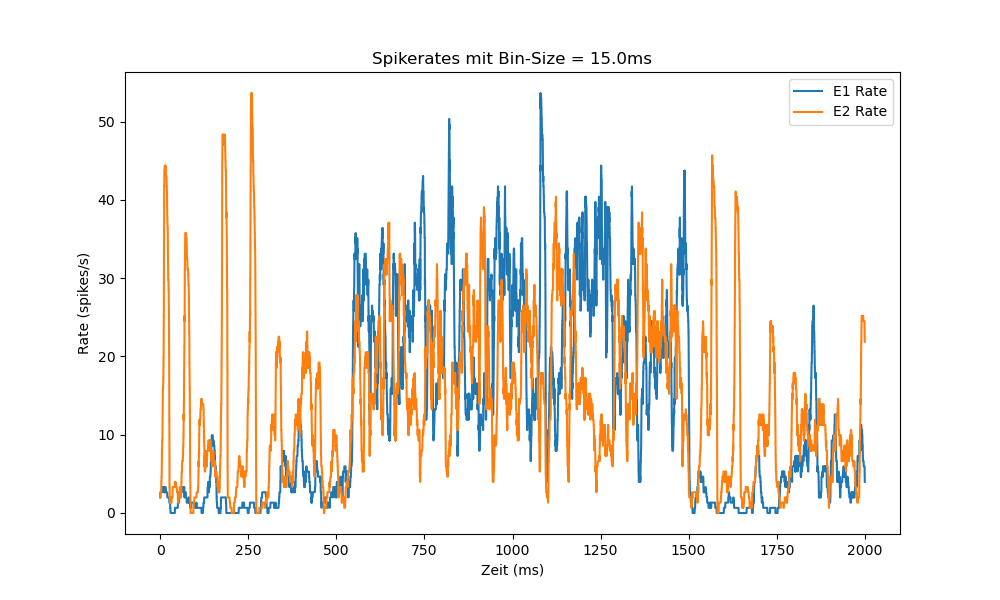 Spikerates mit Bin-Size = 15.0ms
E1 Rate
E2 Rate
Rate (spikes/s)
50
40
30
20
10
0
0 250 500 750 1000 1250 1500 1750 2000
Zeit (ms)